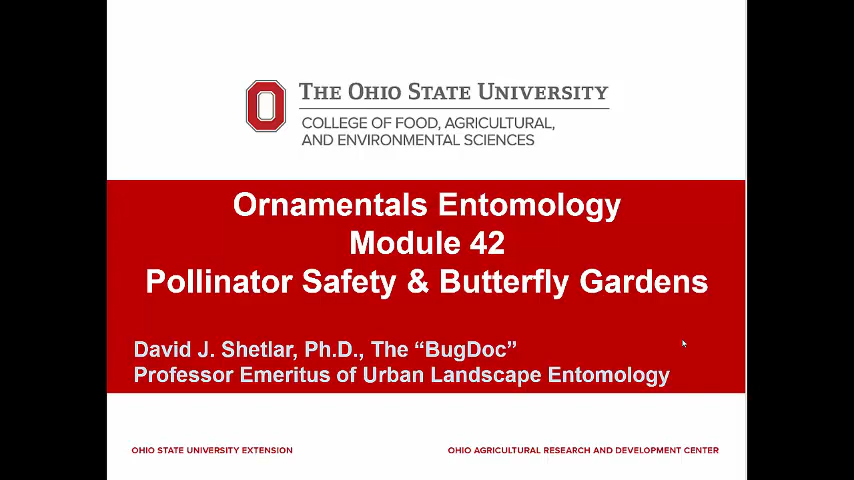 THE OHIO STATE UNIVERSITY
COLLEGE OF FOOD, AGRICULTURAL,
AND ENVIRONMENTAL SCIENCES
Ornamentals Entomology
Module 42
Pollinator Safety & Butterfly Gardens
David J. Shetlar, Ph.D., The “BugDoc”
Professor Emeritus of Urban Landscape Entomology
OHIO STATE UNIVERSITY EXTENSION
OHIO AGRICULTURAL RESEARCH AND DEVELOPMENT CENTER